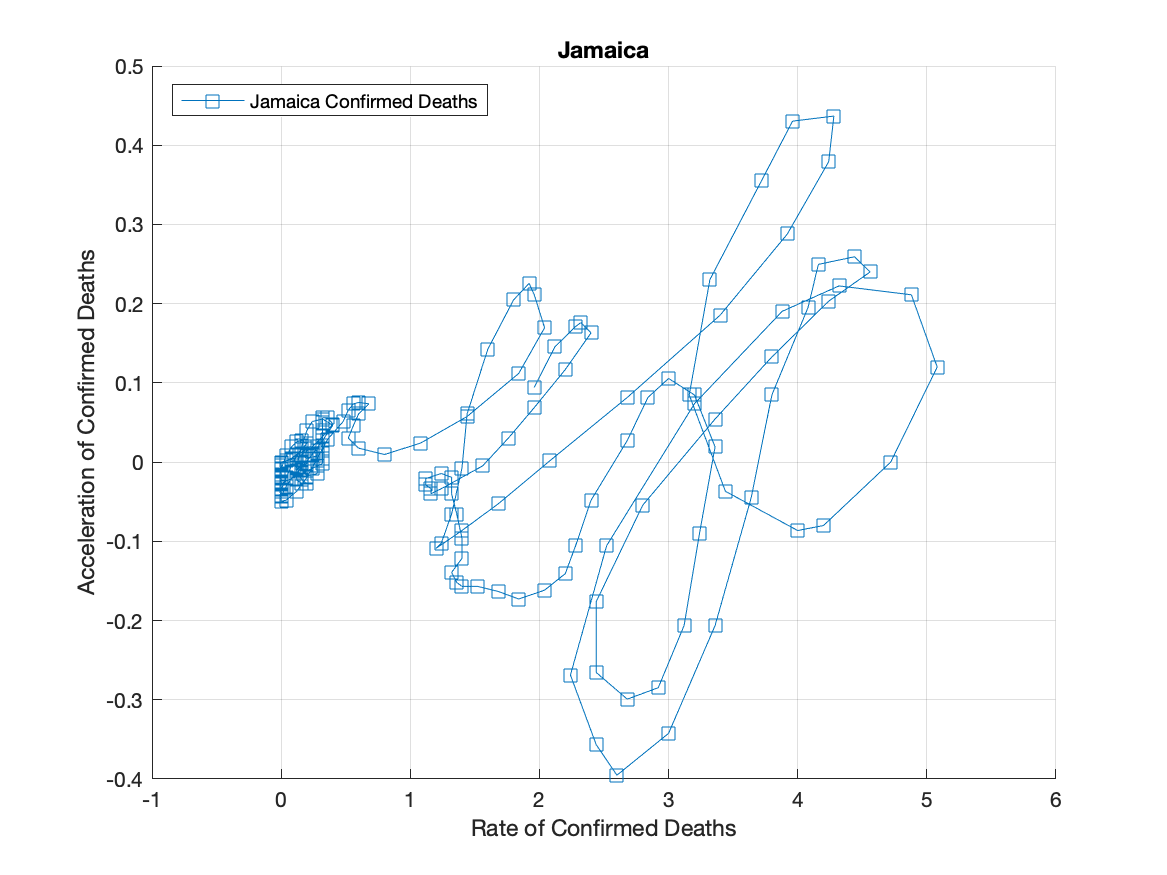 Jamaica
Jamaica Confirmed Deaths
0.5
0.4
0.3
0.2
0.1
0
-0.1
-0.2
-0.3
-0.4
Acceleration of Confirmed Deaths
-1 0 1 2 3 4 5 6
Rate of Confirmed Deaths